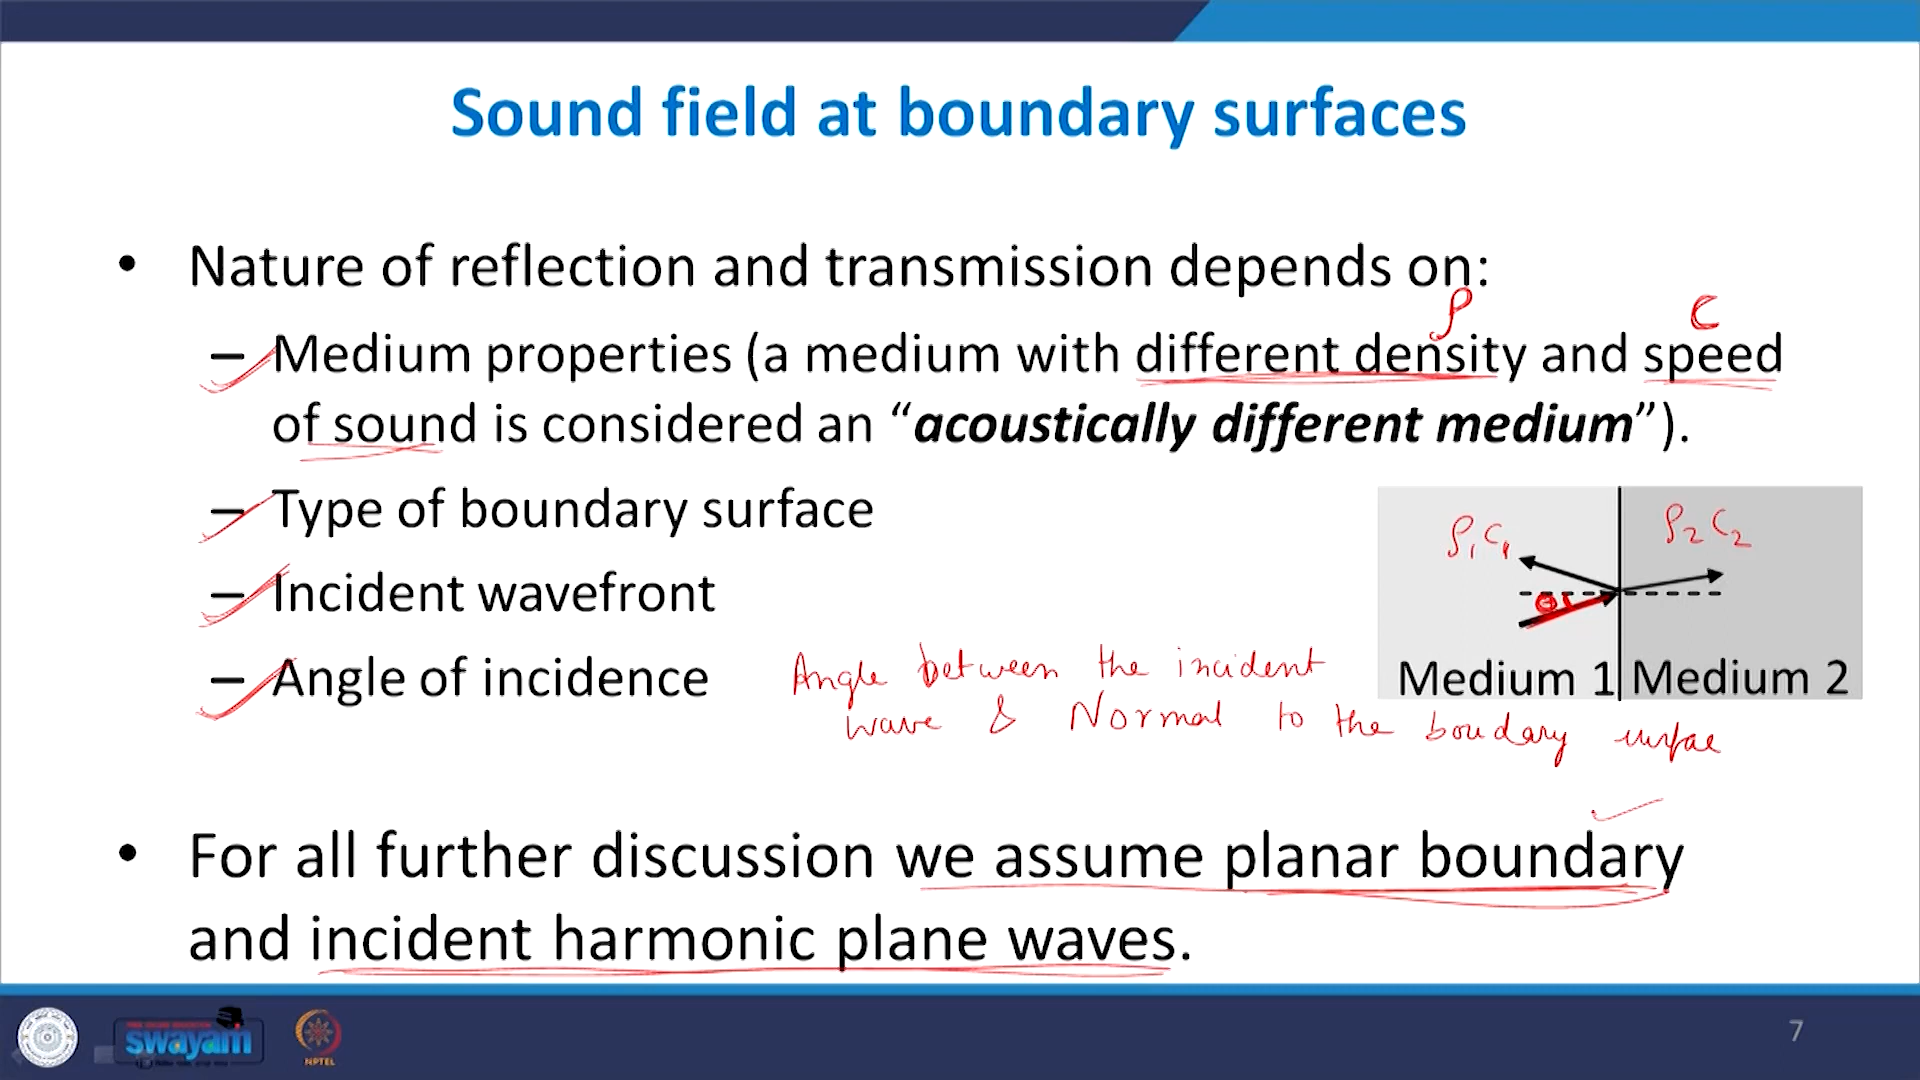 Sound field at boundary surfaces
• Nature of reflection and transmission depends on:
ρ c
– Medium properties (a medium with different density and speed
of sound is considered an “acoustically different medium”).
– Type of boundary surface
– Incident wavefront
– Angle of incidence
Angle between the incident
wave & Normal to the boudary surfae
ρ1c1 ρ2c2
Medium 1 Medium 2
• For all further discussion we assume planar boundary
and incident harmonic plane waves.
swayam
NPTEL
7